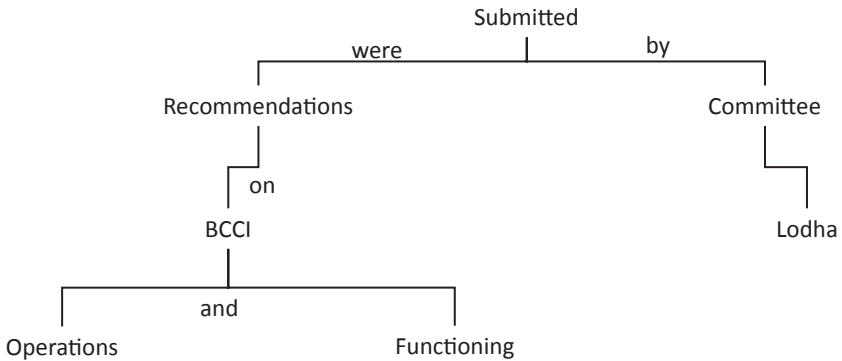 Submitted
were
by
Recommendations
Committee
on
BCCI
Lodha
and
Operations
Functioning